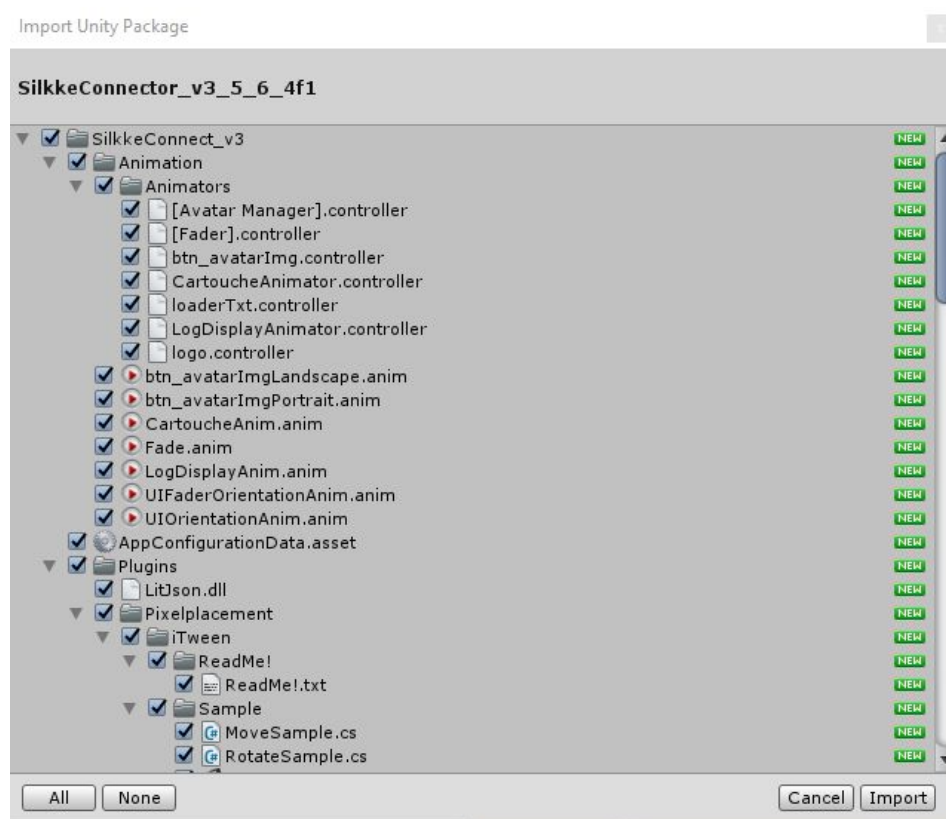 Import Unity Package
SilkkeConnector_v3_5_6_4f1
SilkkeConnect_v3 NEW
Animation NEW
Animators NEW
[Avatar Manager].controller NEW
[Fader].controller NEW
btn_avatarImg.controller NEW
CartoucheAnimator.controller NEW
loaderTxt.controller NEW
LogDisplayAnimator.controller NEW
logo.controller NEW
btn_avatarImgLandscape.anim NEW
btn_avatarImgPortrait.anim NEW
CartoucheAnim.anim NEW
Fade.anim NEW
LogDisplayAnim.anim NEW
UIFaderOrientationAnim.anim NEW
UIOrientationAnim.anim NEW
AppConfigurationData.asset NEW
Plugins NEW
LitJson.dll NEW
Pixelplacement NEW
iTween NEW
ReadMe! NEW
ReadMe!.txt NEW
Sample NEW
MoveSample.cs NEW
RotateSample.cs NEW
All None Cancel Import